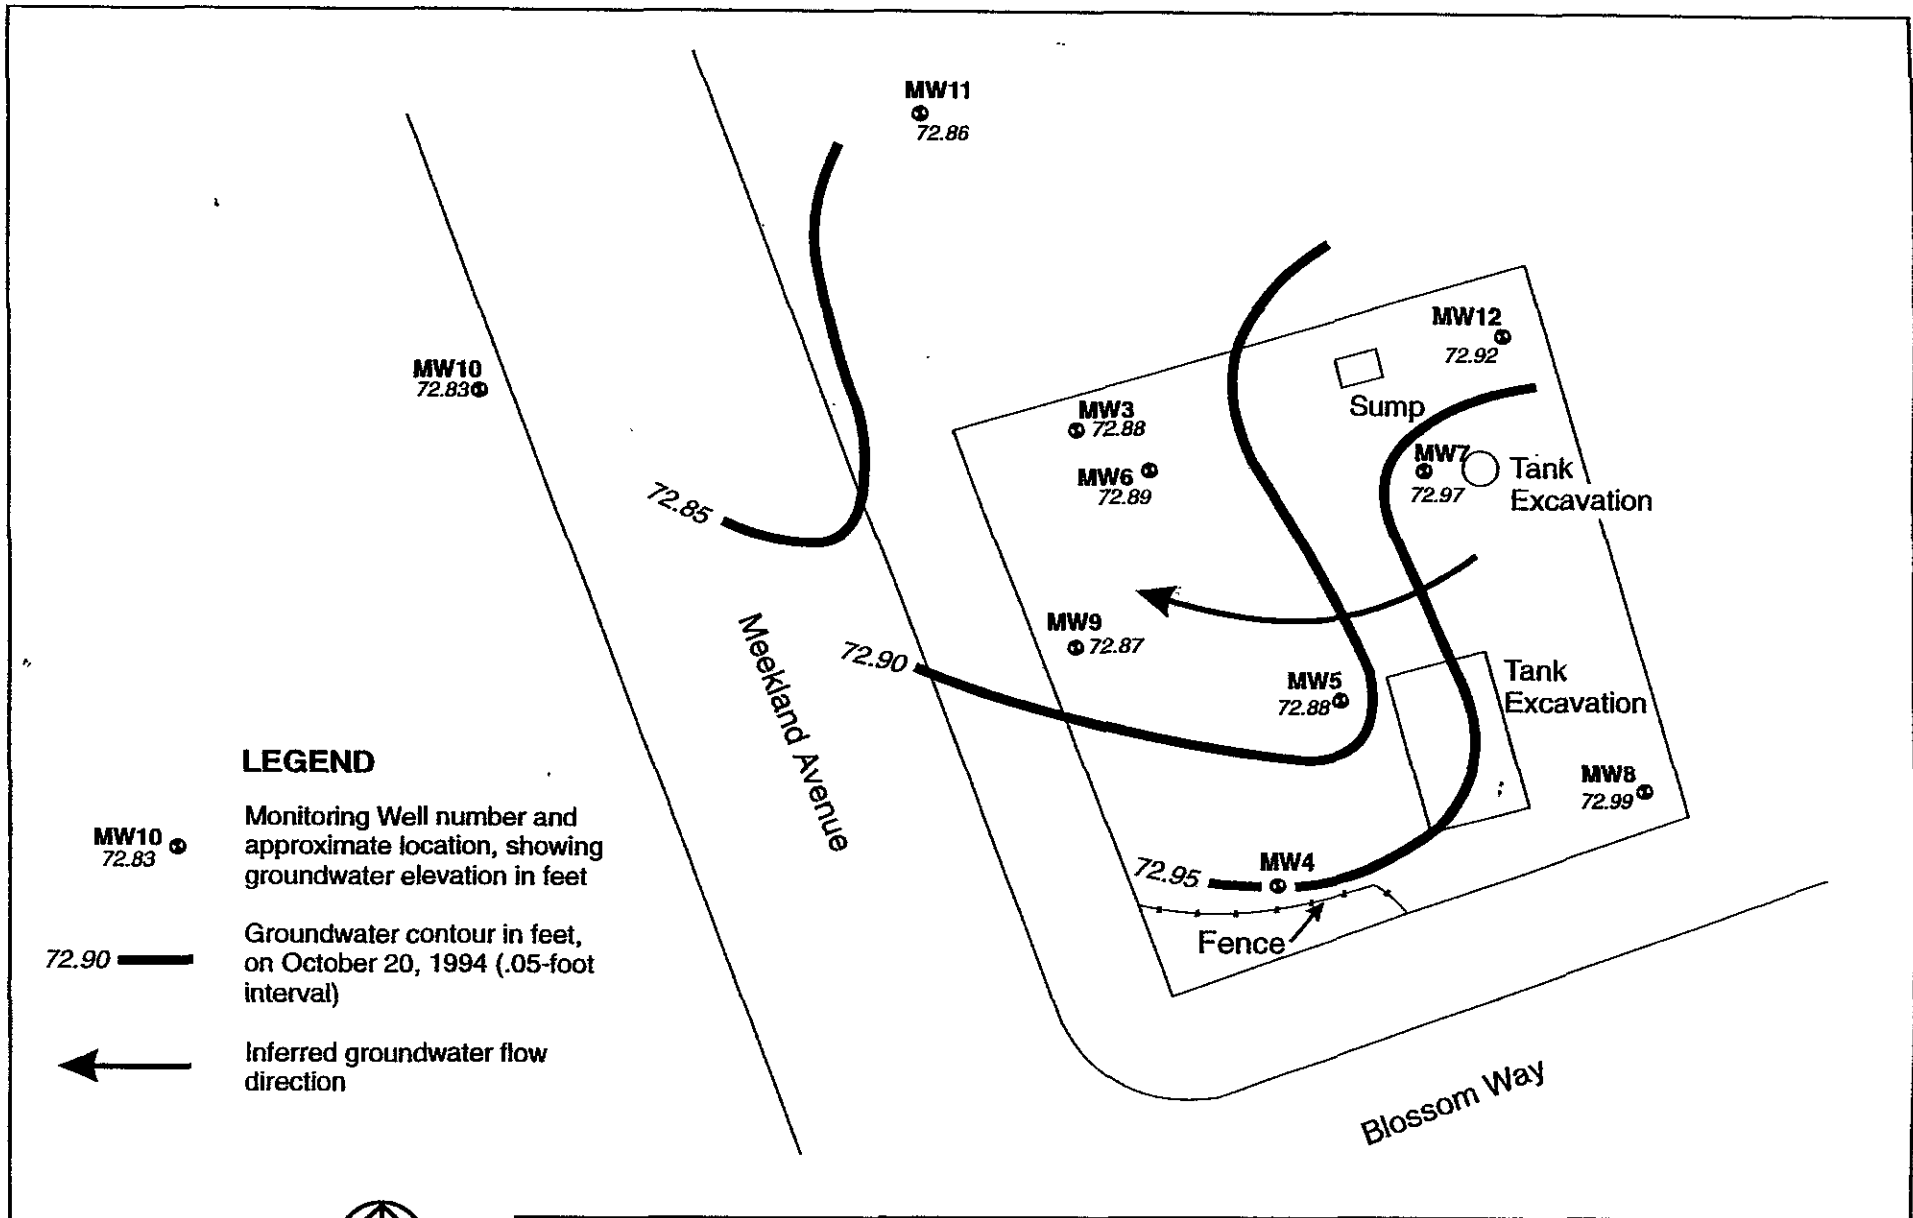 MW11
72.86
MW10
72.83
MW12
72.92
Sump
MW3
72.88
MW6
72.89
MW7
72.97
Tank
Excavation
72.85
MW9
72.87
72.90
Meekland Avenue
MW5
72.88
Tank
Excavation
MW8
72.99
72.95
MW4
Fence
Blossom Way
LEGEND
MW10
72.83
Monitoring Well number and
approximate location, showing
groundwater elevation in feet
72.90
Groundwater contour in feet,
on October 20, 1994 (.05-foot
interval)
Inferred groundwater flow
direction